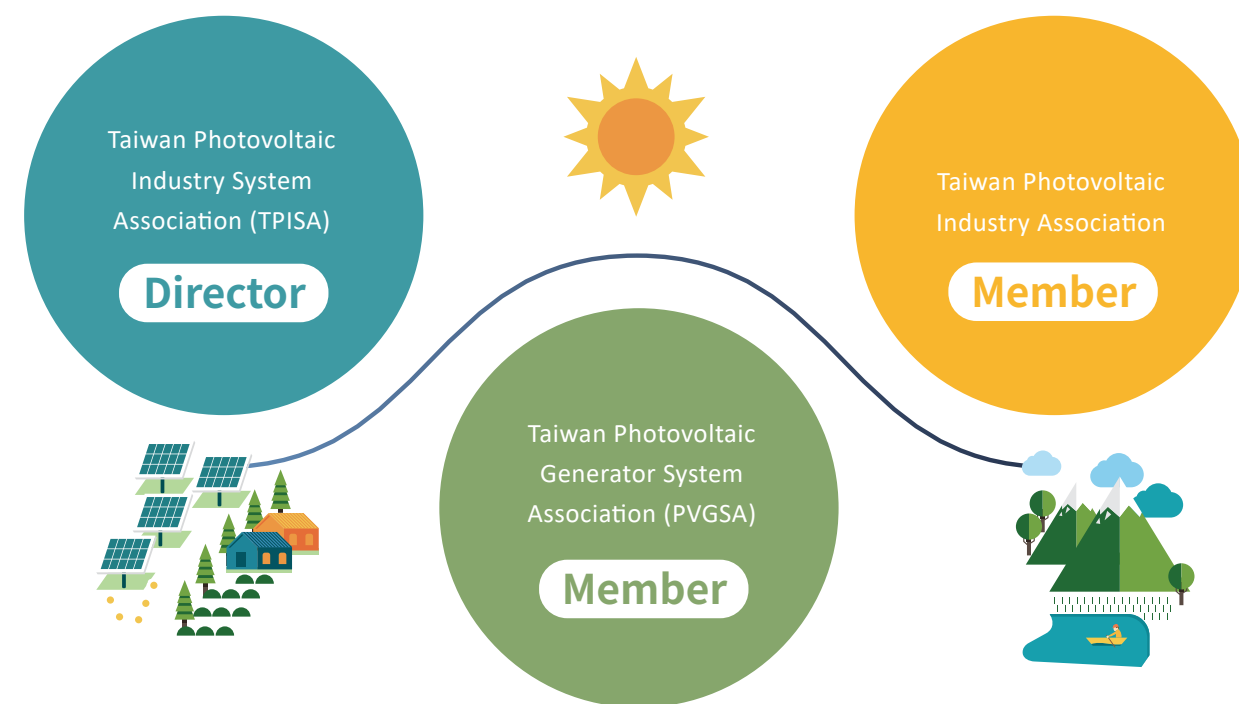 Taiwan Photovoltaic
Industry System
Association (TPISA)
Director
Taiwan Photovoltaic
Generator System
Association (PVGSA)
Member
Taiwan Photovoltaic
Industry Association
Member